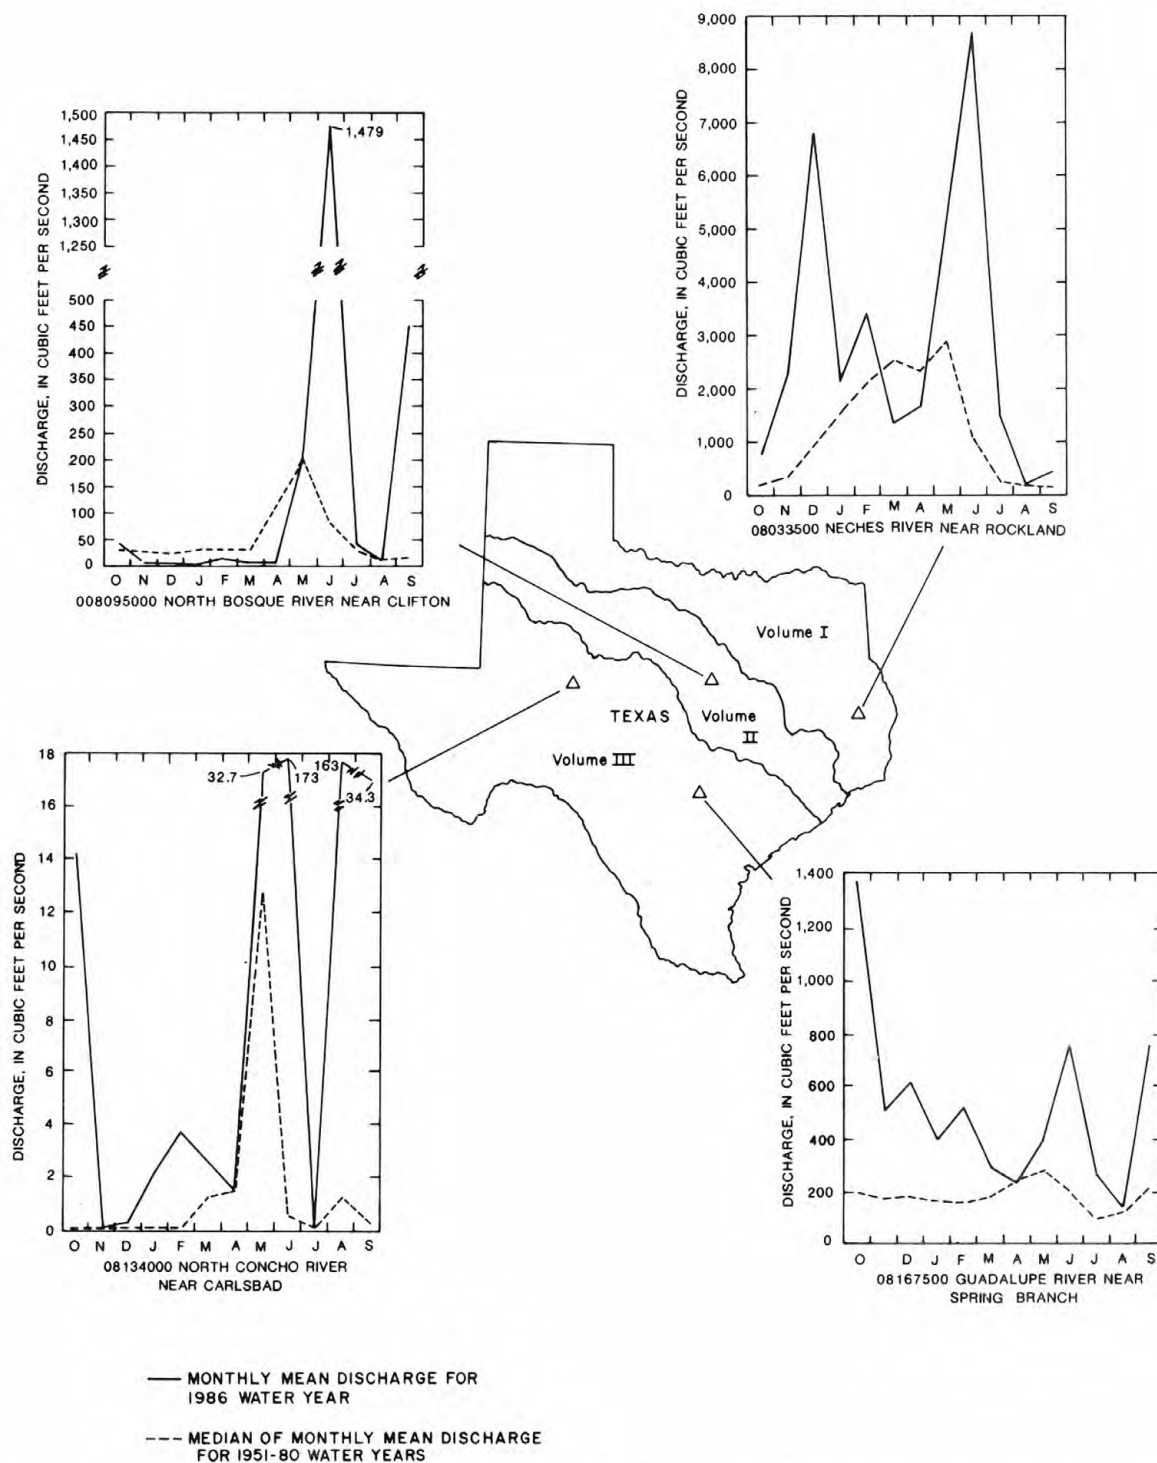 9,000
8,000
7,000
6,000
5,000
4,000
3,000
2,000
1,000
0
DISCHARGE, IN CUBIC FEET PER SECOND
O N D J F M A M J J A S
08033500 NECHES RIVER NEAR ROCKLAND
1,500
1,450
1,400
1,350
1,300
1,250
500
450
400
350
300
250
200
150
100
50
0
DISCHARGE, IN CUBIC FEET PER SECOND
1,479
O N D J F M A M J J A S
008095000 NORTH BOSQUE RIVER NEAR CLIFTON
Volume I
TEXAS
Volume
II
Volume III
18
16
14
12
10
8
6
4
2
0
DISCHARGE, IN CUBIC FEET PER SECOND
32.7
173
163
34.3
O N D J F M A M J J A S
08134000 NORTH CONCHO RIVER
NEAR CARLSBAD
1,400
1,200
1,000
800
600
400
200
0
DISCHARGE, IN CUBIC FEET PER SECOND
O D J F M A M J J A S
08167500 GUADALUPE RIVER NEAR
SPRING BRANCH
MONTHLY MEAN DISCHARGE FOR
1986 WATER YEAR
MEDIAN OF MONTHLY MEAN DISCHARGE
FOR 1951-80 WATER YEARS